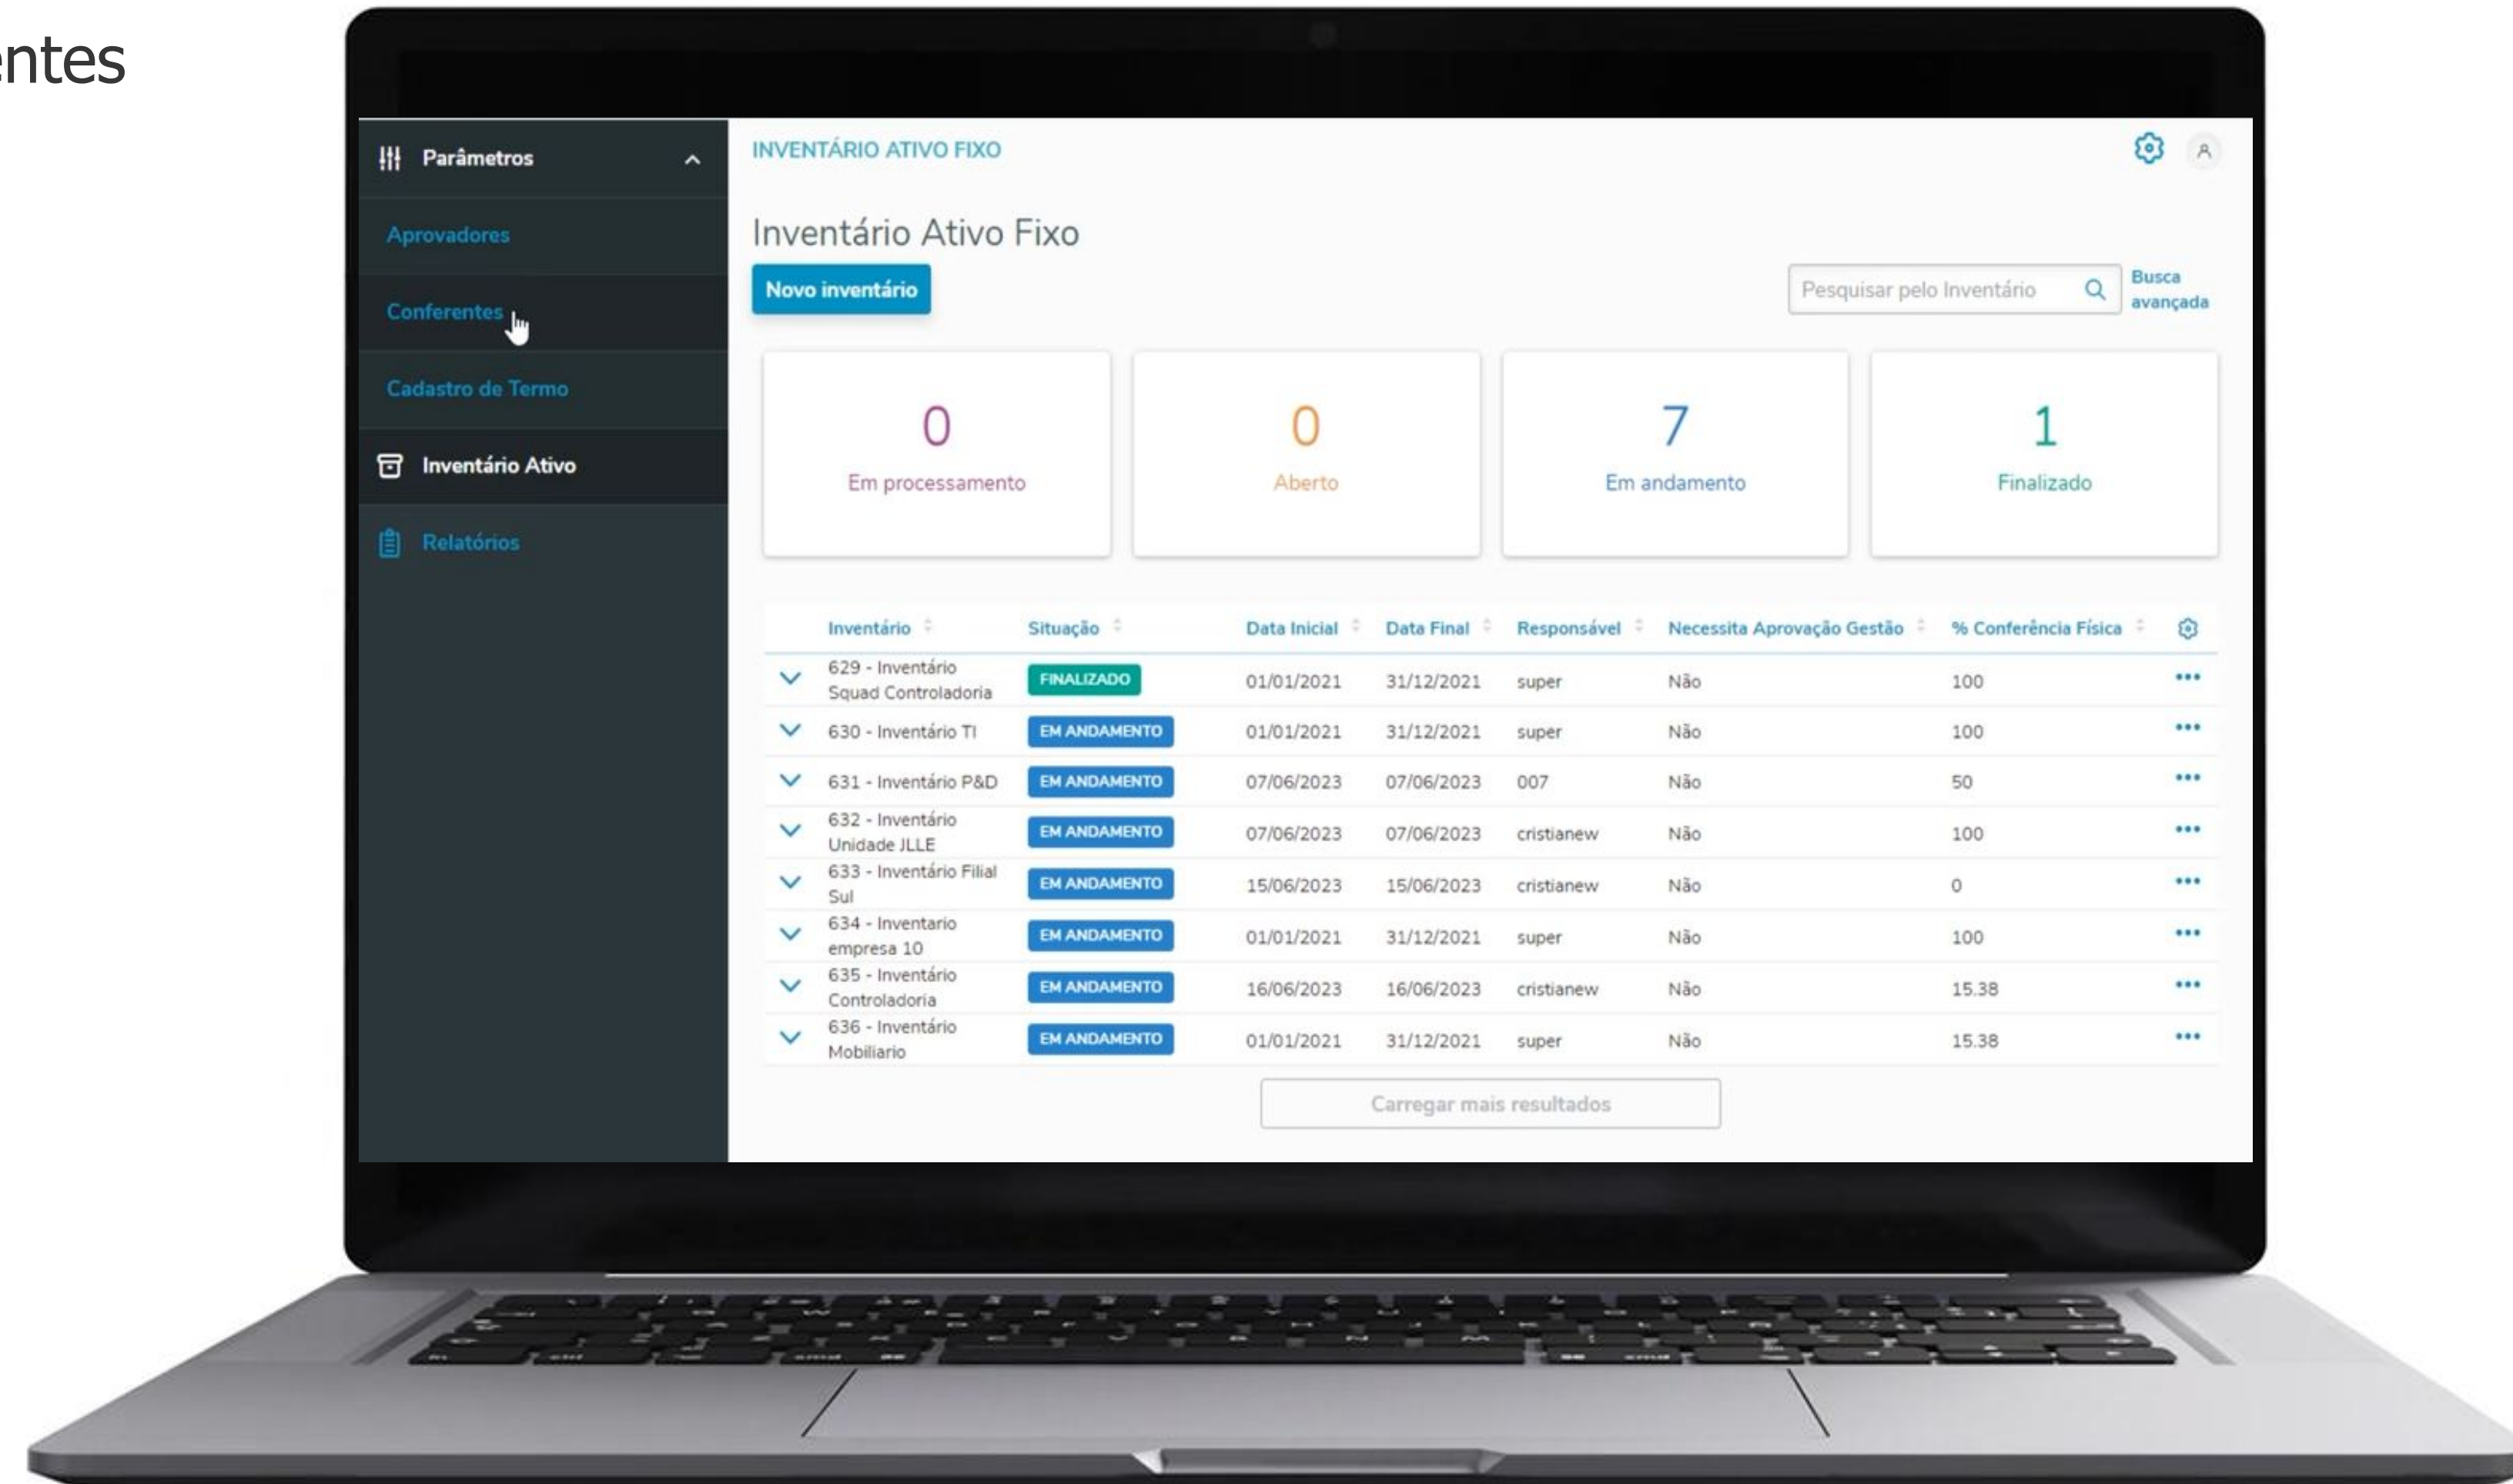 entes
Parâmetros
Aprovadores
Conferentes
Cadastro de Termo
Inventário Ativo
Relatórios
INVENTÁRIO ATIVO FIXO
Inventário Ativo Fixo
Novo inventário
Pesquisar pelo Inventário
Busca
avançada
0
Em processamento
0
Aberto
7
Em andamento
1
Finalizado
Inventário Situação Data Inicial Data Final Responsável Necessita Aprovação Gestão % Conferência Física
629 - Inventário
Squad Controladoria FINALIZADO 01/01/2021 31/12/2021 super Não 100
630 - Inventário TI EM ANDAMENTO 01/01/2021 31/12/2021 super Não 100
631 - Inventário P&D EM ANDAMENTO 07/06/2023 07/06/2023 007 Não 50
632 - Inventário
Unidade JLLE EM ANDAMENTO 07/06/2023 07/06/2023 cristianew Não 100
633 - Inventário Filial
Sul EM ANDAMENTO 15/06/2023 15/06/2023 cristianew Não 0
634 - Inventario
empresa 10 EM ANDAMENTO 01/01/2021 31/12/2021 super Não 100
635 - Inventário
Controladoria EM ANDAMENTO 16/06/2023 16/06/2023 cristianew Não 15.38
636 - Inventário
Mobiliario EM ANDAMENTO 01/01/2021 31/12/2021 super Não 15.38
Carregar mais resultados